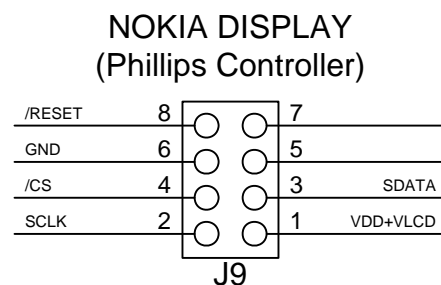 NOKIA DISPLAY
(Phillips Controller)
/RESET 8 7
GND 6 5
/CS 4 3 SDATA
SCLK 2 1 VDD+VLCD
J9